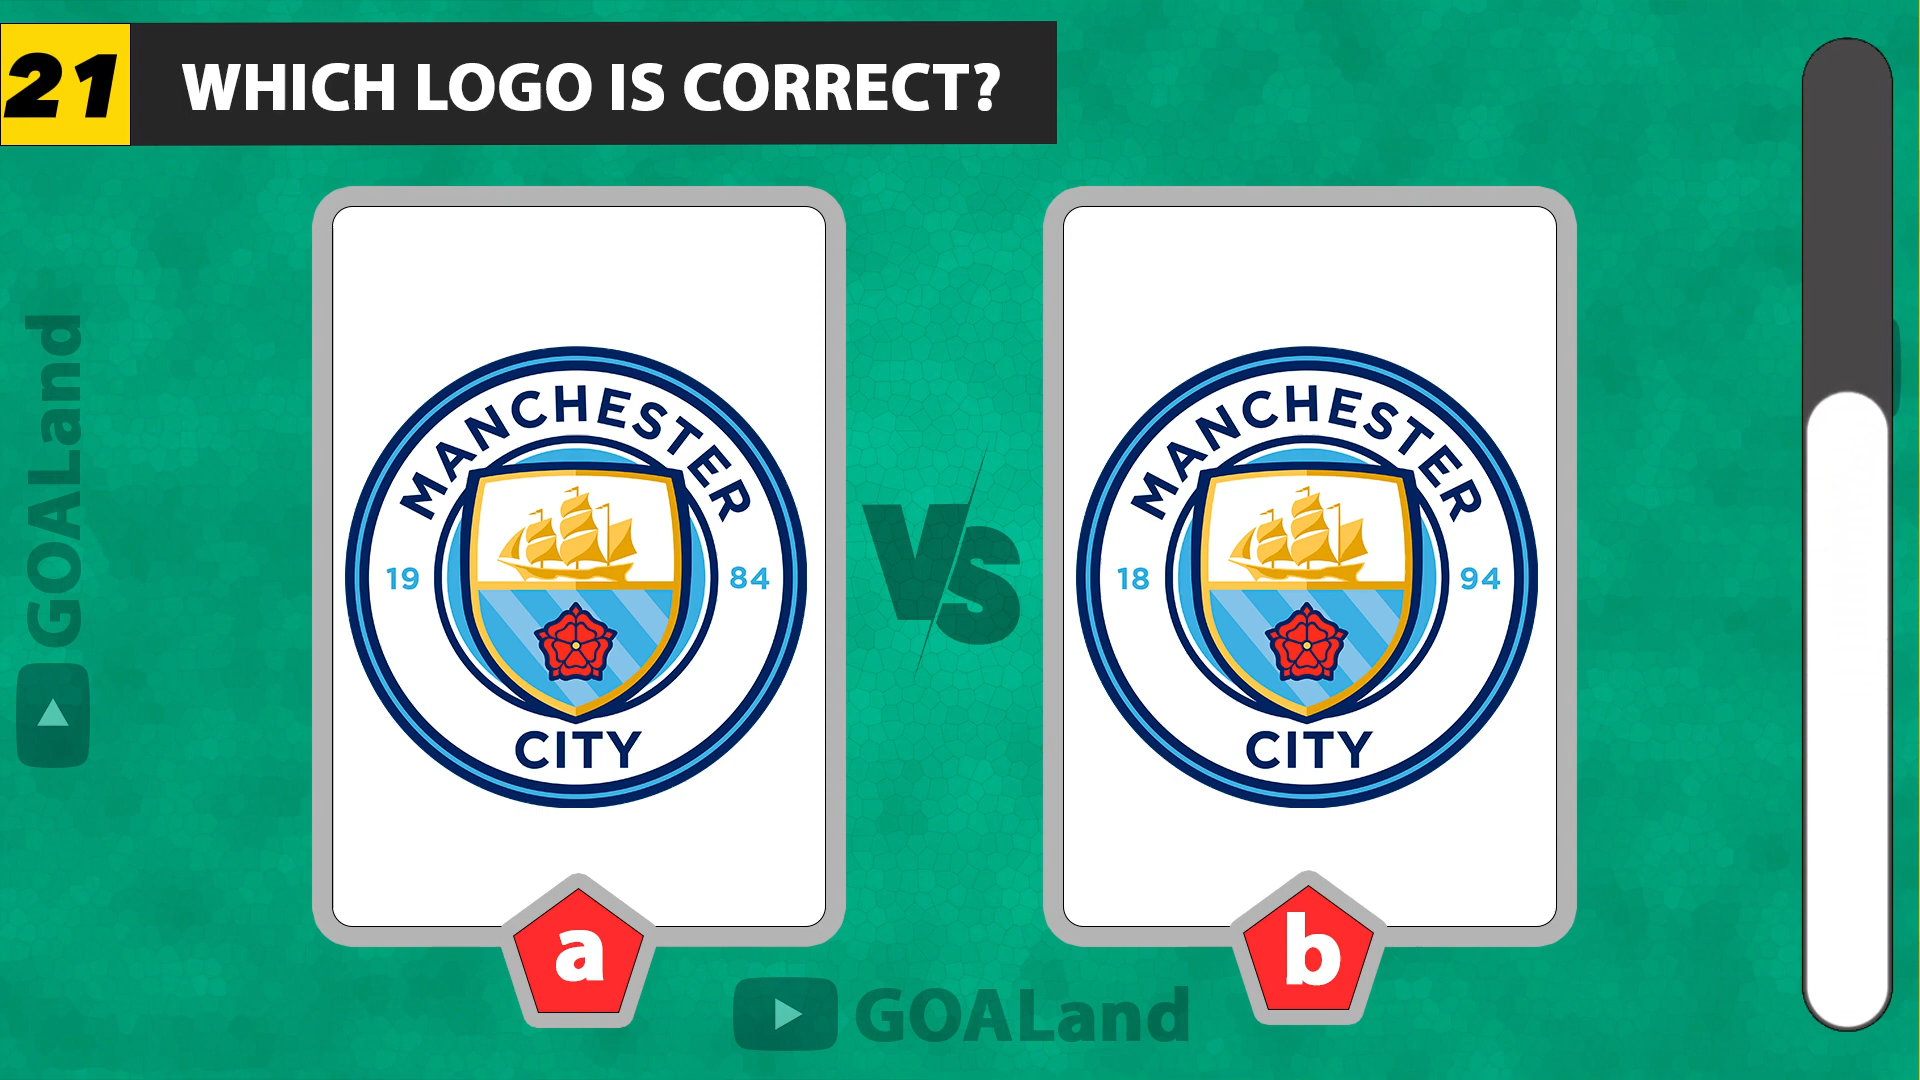 21
WHICH LOGO IS CORRECT?
MANCHESTER
19 84
CITY
a
VS
MANCHESTER
18 94
CITY
b
GOALand
GOALand